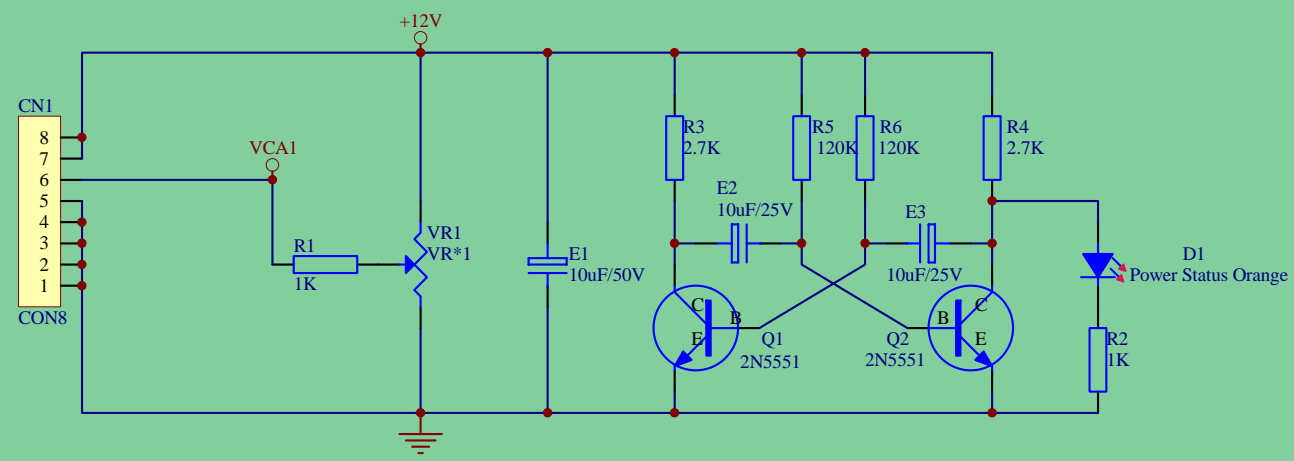 +12V
CN1
8
7
6
5
4
3
2
1
CON8
VCA1
R1
1K
VR1
VR*1
E1
10uF/50V
R3
2.7K
E2
10uF/25V
R5
120K
R6
120K
E3
10uF/25V
R4
2.7K
C
B
E
Q1
2N5551
Q2
2N5551
B
C
E
D1
Power Status Orange
R2
1K